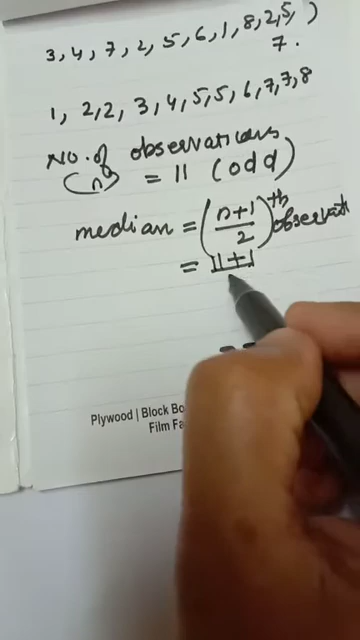 3, 4, 7, 2, 5, 6, 1, 8, 2, 5, )
7.
1, 2, 2, 3, 4, 5, 5, 6, 7, 7, 8
No. of observations
(n) = 11 (odd)
median = (n+1/2)th observati
= 11+1
Plywood | Block Bo
Film Fa